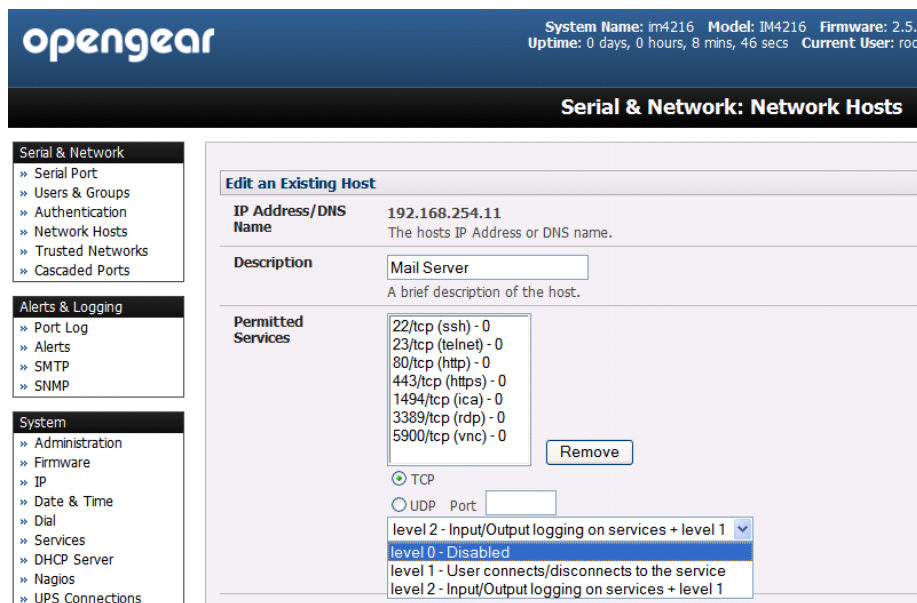 opengear
System Name: im4216 Model: IM4216 Firmware: 2.5.
Uptime: 0 days, 0 hours, 8 mins, 46 secs Current User:
Serial & Network: Network Hosts
Serial & Network
» Serial Port
» Users & Groups
» Authentication
» Network Hosts
» Trusted Networks
» Cascaded Ports
Alerts & Logging
» Port Log
» Alerts
» SMTP
» SNMP
System
» Administration
» Firmware
» IP
» Date & Time
» Dial
» Services
» DHCP Server
» Nagios
» UPS Connections
Edit an Existing Host
IP Address/DNS
Name
192.168.254.11
The hosts IP Address or DNS name.
Description
Mail Server
A brief description of the host.
Permitted
Services
22/tcp (ssh) - 0
23/tcp (telnet) - 0
80/tcp (http) - 0
443/tcp (https) - 0
1494/tcp (ica) - 0
3389/tcp (rdp) - 0
5900/tcp (vnc) - 0
Remove
TCP
UDP Port
level 2 - Input/Output logging on services + level 1
level 0 - Disabled
level 1 - User connects/disconnects to the service
level 2 - Input/Output logging on services + level 1